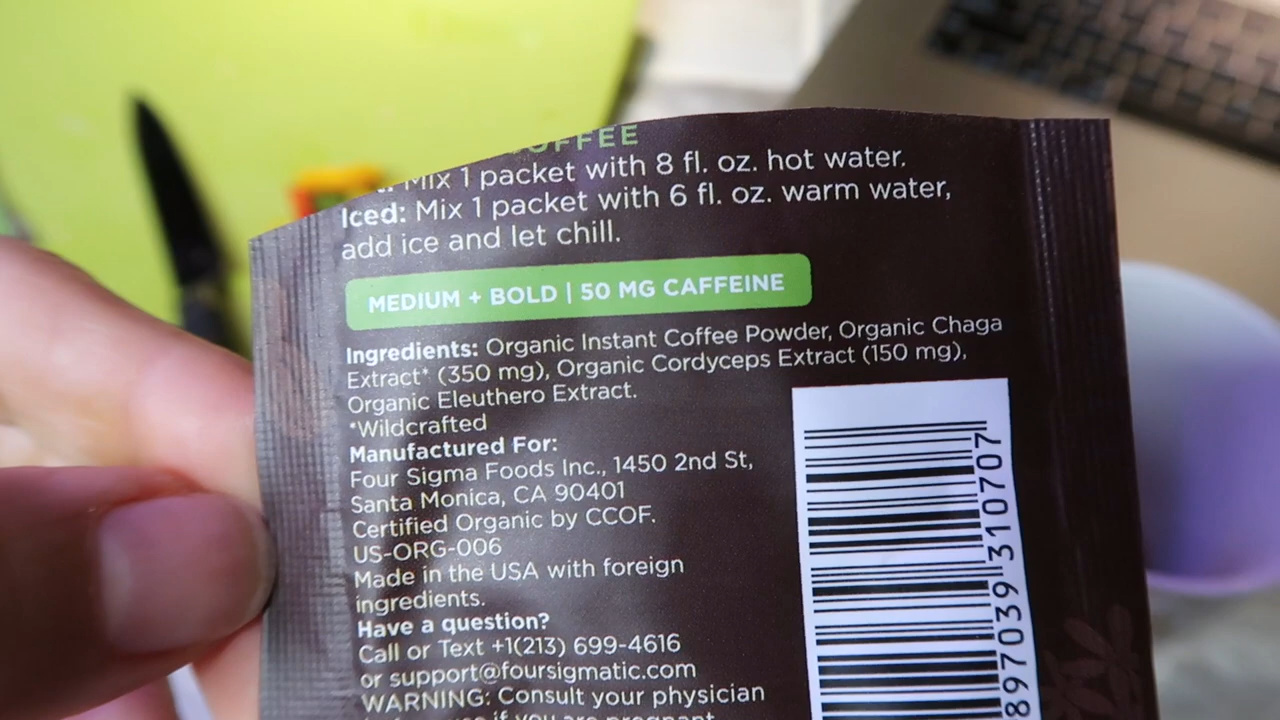 Mix 1 packet with 8 fl. oz. hot water.
Iced: Mix 1 packet with 6 fl. oz. warm water,
add ice and let chill.
MEDIUM + BOLD | 50 MG CAFFEINE
Ingredients: Organic Instant Coffee Powder, Organic Chaga
Extract* (350 mg), Organic Cordyceps Extract (150 mg),
Organic Eleuthero Extract.
*Wildcrafted
Manufactured For:
Four Sigma Foods Inc., 1450 2nd St,
Santa Monica, CA 90401
Certified Organic by CCOF.
US-ORG-006
Made in the USA with foreign
ingredients.
Have a question?
Call or Text +1(213) 699-4616
or support@foursigmatic.com
WARNING: Consult your physician
if you are pregnant
897039 310707